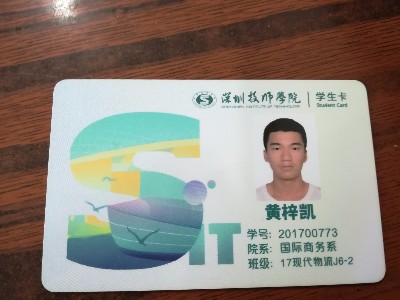 深圳技师学院 | 学生卡
SHENZHEN INSTITUTE OF TECHNOLOGY Student Card
SIT
黄梓凯
学号: 201700773
院系: 国际商务系
班级: 17现代物流J6-2